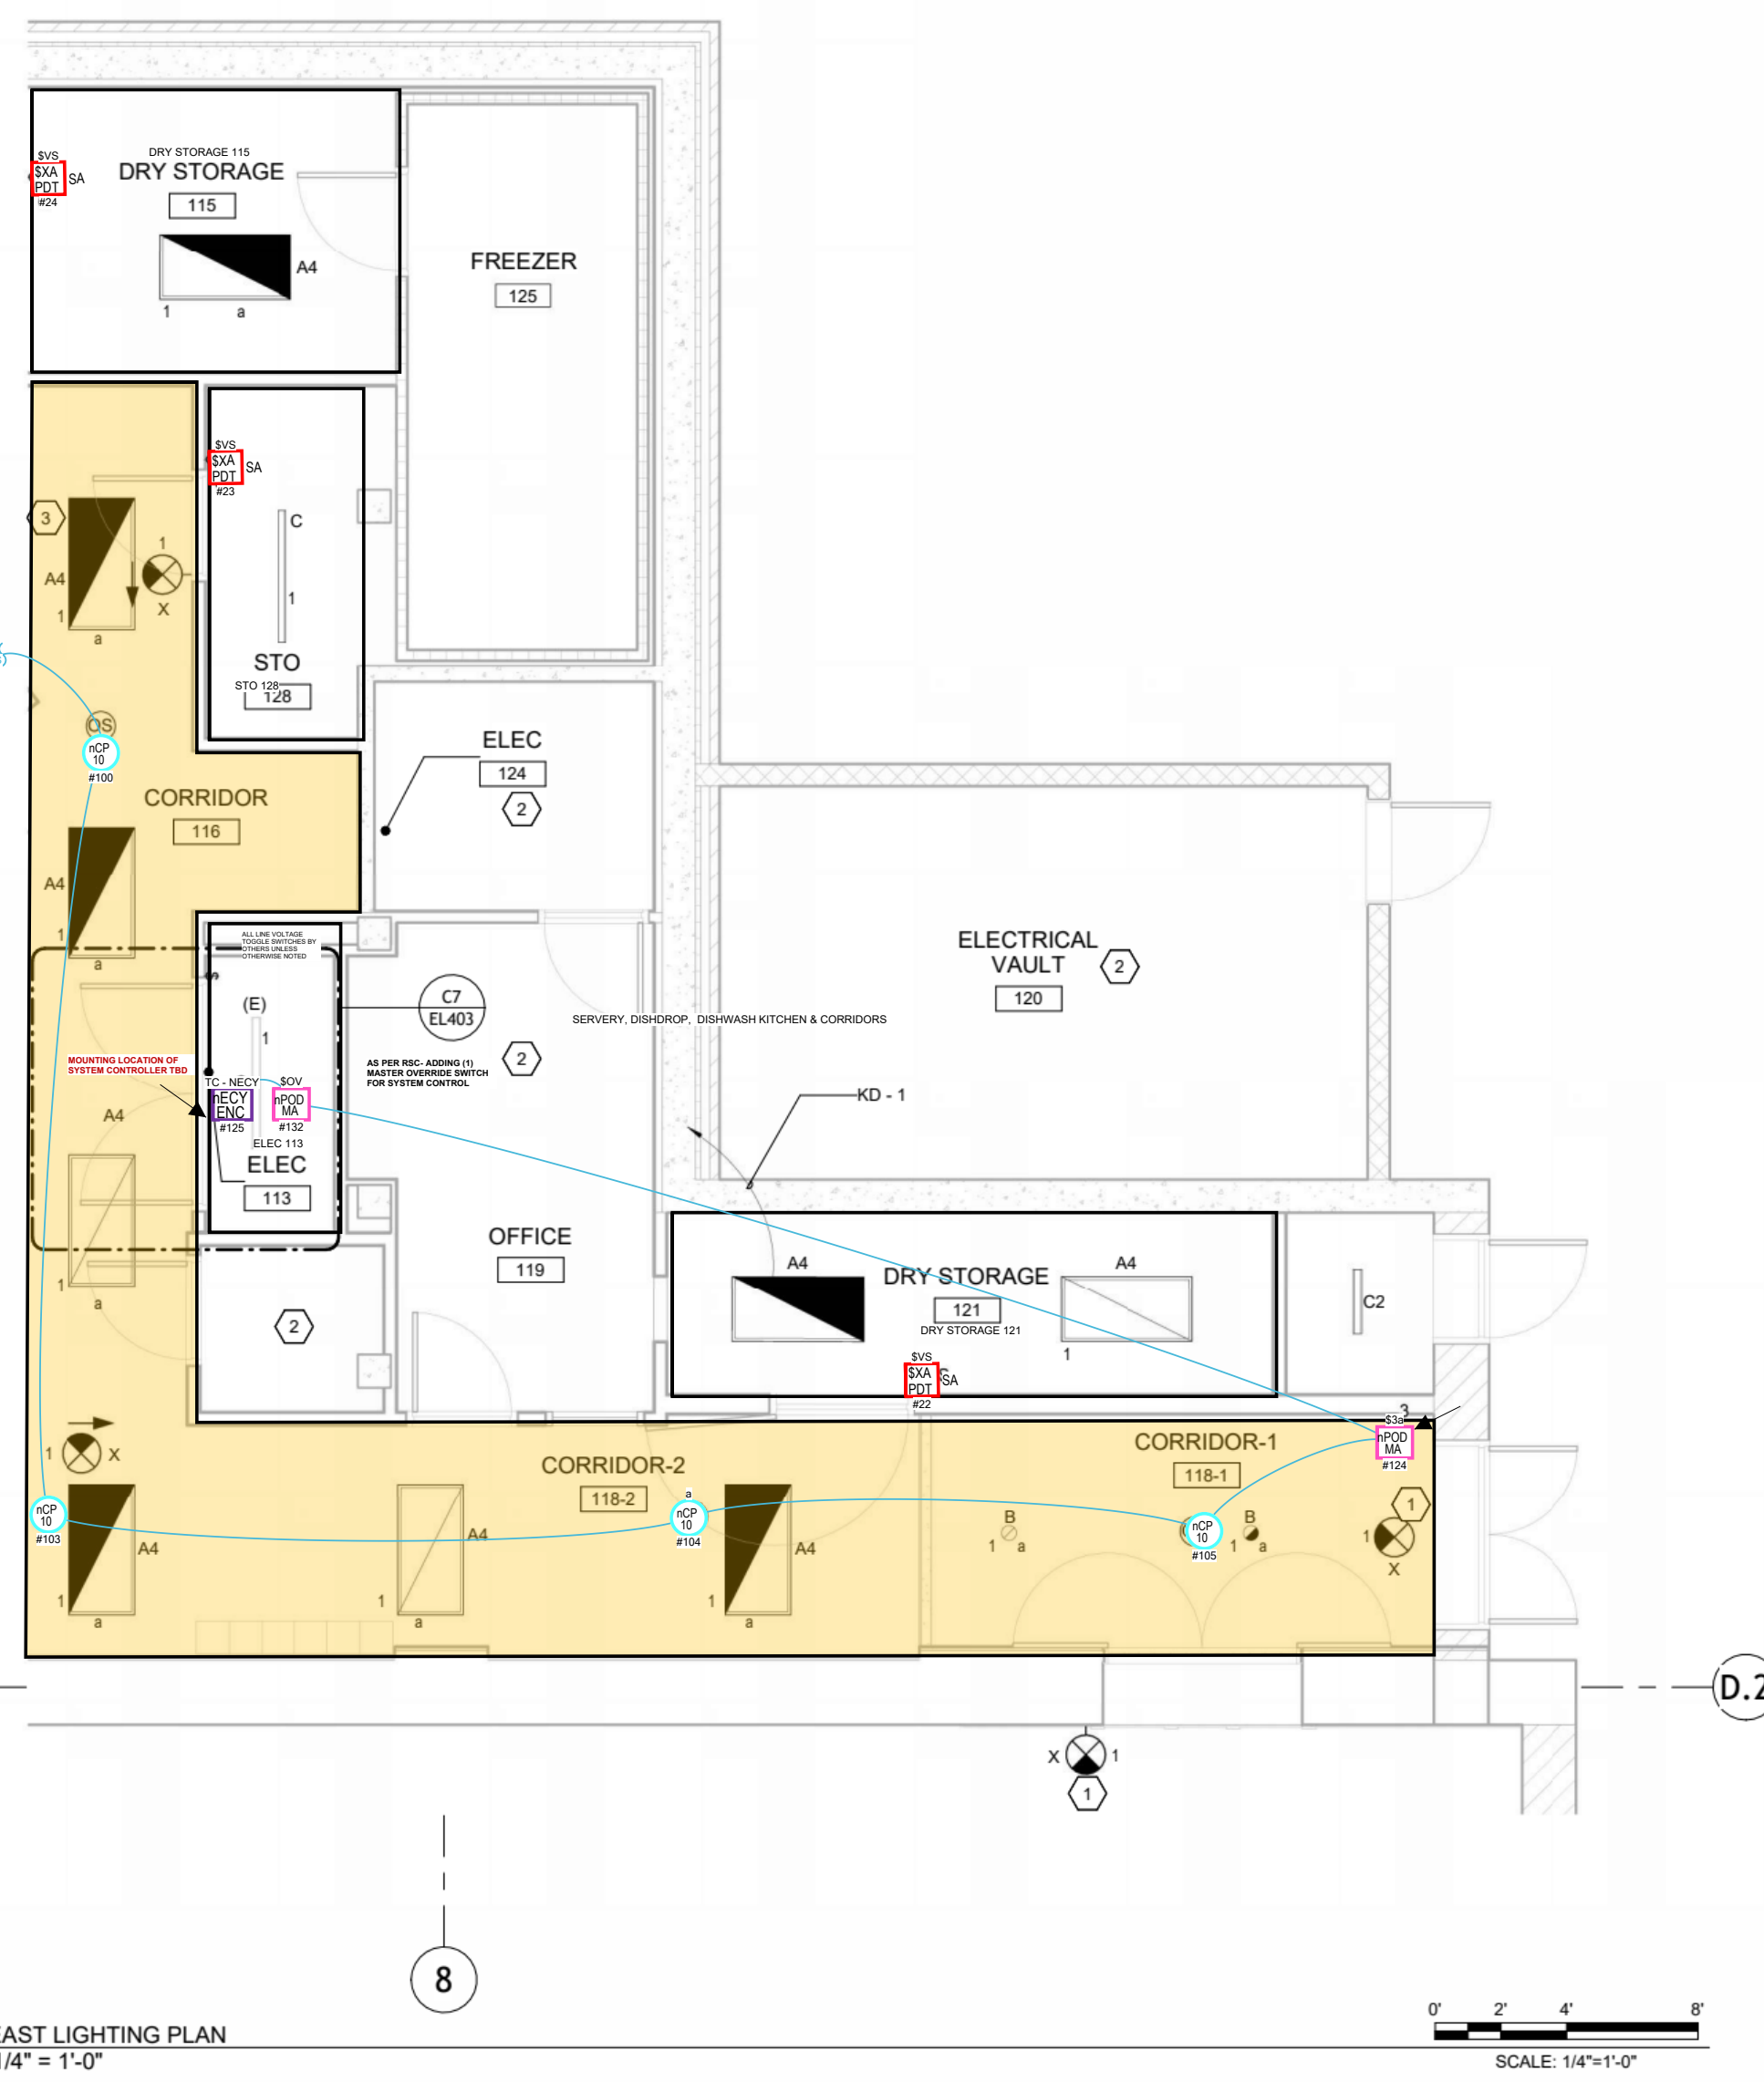 $VS
$XA
PDT
SA
#24
DRY STORAGE 115
DRY STORAGE
115
A4
1
a
FREEZER
125
$VS
$XA
PDT
SA
#23
C
1
STO
STO 128
128
3
A4
1
a
1
X
OS
nCP
10
#100
CORRIDOR
116
A4
1
a
ELEC
124
2
ALL LINE VOLTAGE
TOGGLE SWITCHES BY
OTHERS UNLESS
OTHERWISE NOTED
$
(E)
1
C7
EL403
2
SERVERY, DISHDROP, DISHWASH KITCHEN & CORRIDORS
ELECTRICAL
VAULT
120
2
MOUNTING LOCATION OF
SYSTEM CONTROLLER TBD
AS PER RSC- ADDING (1)
MASTER OVERRIDE SWITCH
FOR SYSTEM CONTROL
TC - NECY
nECY
ENC
#125
$OV
nPOD
MA
#132
ELEC 113
ELEC
113
A4
1
a
KD - 1
OFFICE
119
2
A4
DRY STORAGE
121
DRY STORAGE 121
A4
1
C2
$VS
$XA
PDT
SA
#22
3
$3a
nPOD
MA
#124
1
X
CORRIDOR-2
118-2
CORRIDOR-1
118-1
nCP
10
#103
A4
1
a
A4
1
a
a
nCP
10
#104
A4
1
a
B
1
a
nCP
10
#105
B
1
a
1
1
X
D.2
X
1
1
8
EAST LIGHTING PLAN
1/4" = 1'-0"
0'
2'
4'
8'
SCALE: 1/4"=1'-0"